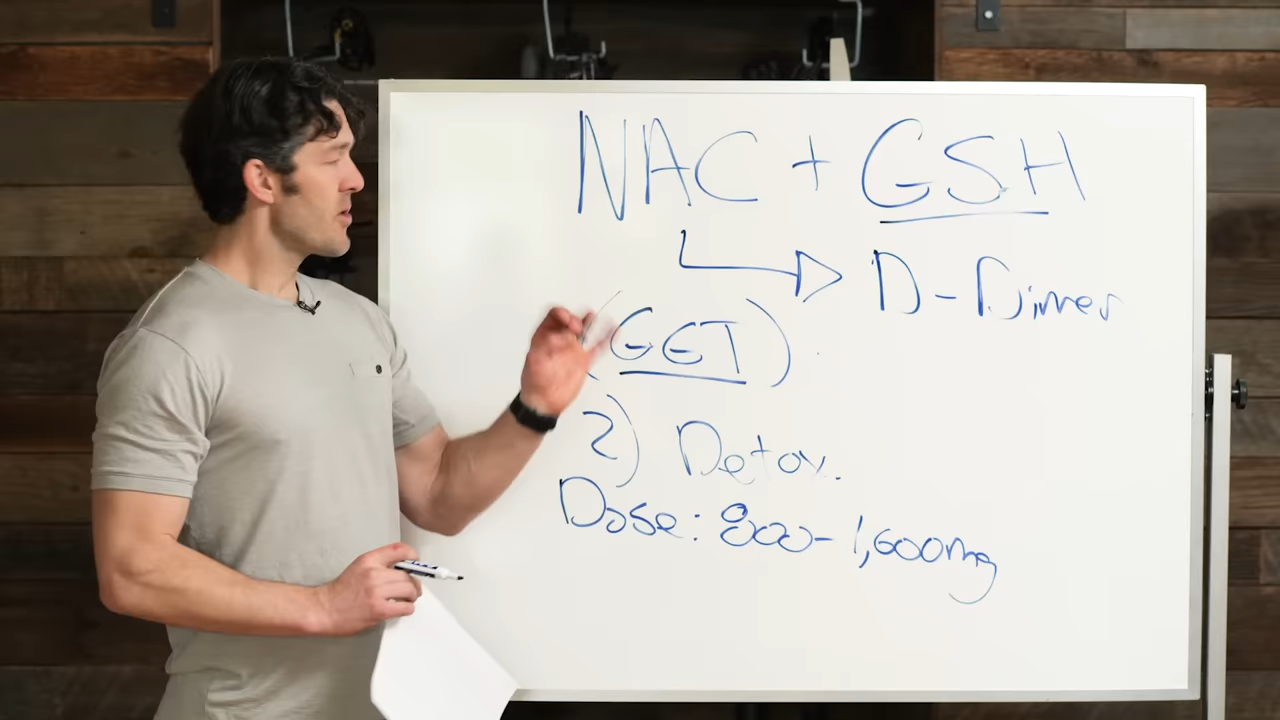 NAC + GSH
D-Dimer
(GET)
2) Detox.
Dose: 800-1,600mg